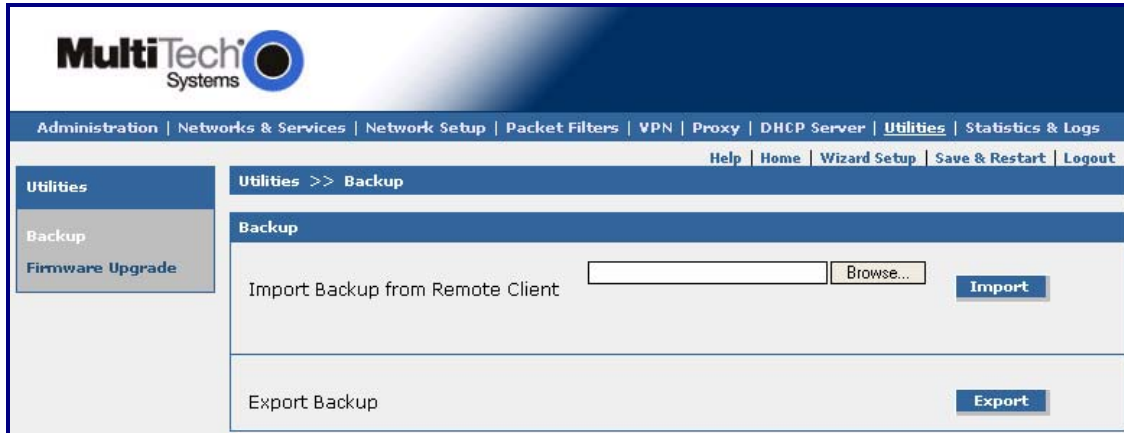 MultiTech
Systems
Administration | Networks & Services | Network Setup | Packet Filters | VPN | Proxy | DHCP Server | Utilities | Statistics & Logs
Help | Home | Wizard Setup | Save & Restart | Logout
Utilities
Backup
Firmware Upgrade
Utilities >> Backup
Backup
Import Backup from Remote Client
Browse...
Import
Export Backup
Export